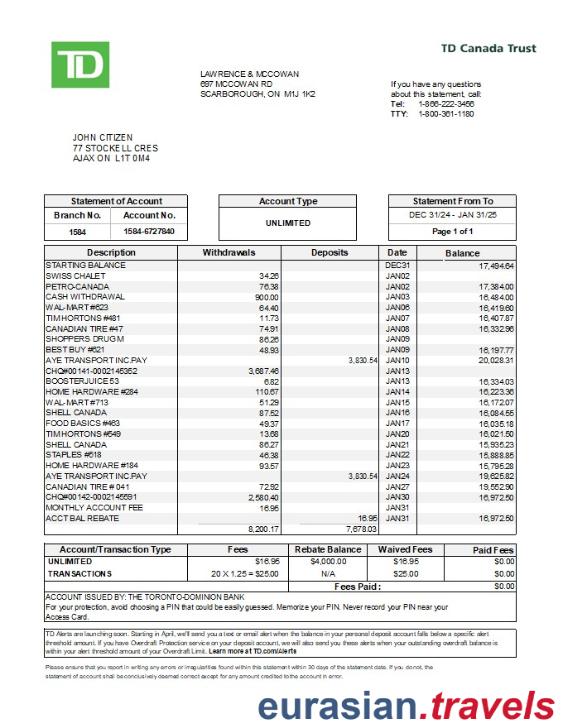 TD
TD Canada Trust
LAWRENCE & MCCOWAN
697 MCCOWAN RD
SCARBOROUGH, ON M1J 1K2
If you have any questions
about this statement, call:
Tel: 1-866-222-3456
TTY: 1-800-361-1180
JOHN CITIZEN
77 STOCKELL CRES
AJAX ON L1T 0M4
Statement of Account
Branch No. Account No.
1584 1584-6727840
Account Type
UNLIMITED
Statement From To
DEC 31/24 - JAN 31/25
Page 1 of 1
Description Withdrawals Deposits Date Balance
STARTING BALANCE DEC31 17,494.64
SWISS CHALET 34.26 JAN02
PETRO-CANADA 76.38 JAN02 17,384.00
CASH WITHDRAWAL 900.00 JAN03 16,484.00
WAL-MART #623 64.40 JAN06 16,419.60
TIM HORTONS #481 11.73 JAN07 16,407.87
CANADIAN TIRE #47 74.91 JAN08 16,332.96
SHOPPERS DRUG M 86.26 JAN09
BEST BUY #621 48.93 JAN09 16,197.77
AYE TRANSPORT INC.PAY 3,830.54 JAN10 20,028.31
CHQ#00141-0002145352 3,687.46 JAN13
BOOSTERJUICE 53 6.82 JAN13 16,334.03
HOME HARDWARE #284 110.67 JAN14 16,223.36
WAL-MART #713 51.29 JAN15 16,172.07
SHELL CANADA 87.52 JAN16 16,084.55
FOOD BASICS #463 49.37 JAN17 16,035.18
TIM HORTONS #549 13.68 JAN20 16,021.50
SHELL CANADA 86.27 JAN21 15,935.23
STAPLES #618 46.38 JAN22 15,888.85
HOME HARDWARE #184 93.57 JAN23 15,795.28
AYE TRANSPORT INC.PAY 3,830.54 JAN24 19,625.82
CANADIAN TIRE # 041 72.92 JAN27 19,552.90
CHQ#00142-0002145691 2,580.40 JAN30 16,972.50
MONTHLY ACCOUNT FEE 16.95 JAN31
ACCT BAL REBATE 16.95 JAN31 16,972.50
8,200.17 7,678.03
Account/Transaction Type Fees Rebate Balance Waived Fees Paid Fees
UNLIMITED $16.95 $4,000.00 $16.95 $0.00
TRANSACTIONS 20 X 1.25 = $25.00 N/A $25.00 $0.00
Fees Paid : $0.00
ACCOUNT ISSUED BY: THE TORONTO-DOMINION BANK
For your protection, avoid choosing a PIN that could be easily guessed. Memorize your PIN. Never record your PIN near your
Access Card.
TD Alerts are launching soon. Starting in April, we'll send you a text or email alert when the balance in your personal deposit account falls below a specific alert
threshold amount. If you have Overdraft Protection service on your deposit account, we will also send you these alerts when your outstanding overdraft balance is
within your alert threshold amount of your Overdraft Limit. Learn more at TD.com/Alerts
Please ensure that you report in writing any errors or irregularities found within this statement within 30 days of the statement date. If you do not, the
statement of account shall be conclusively deemed correct except for any amount credited to the account in error.
eurasian.travels